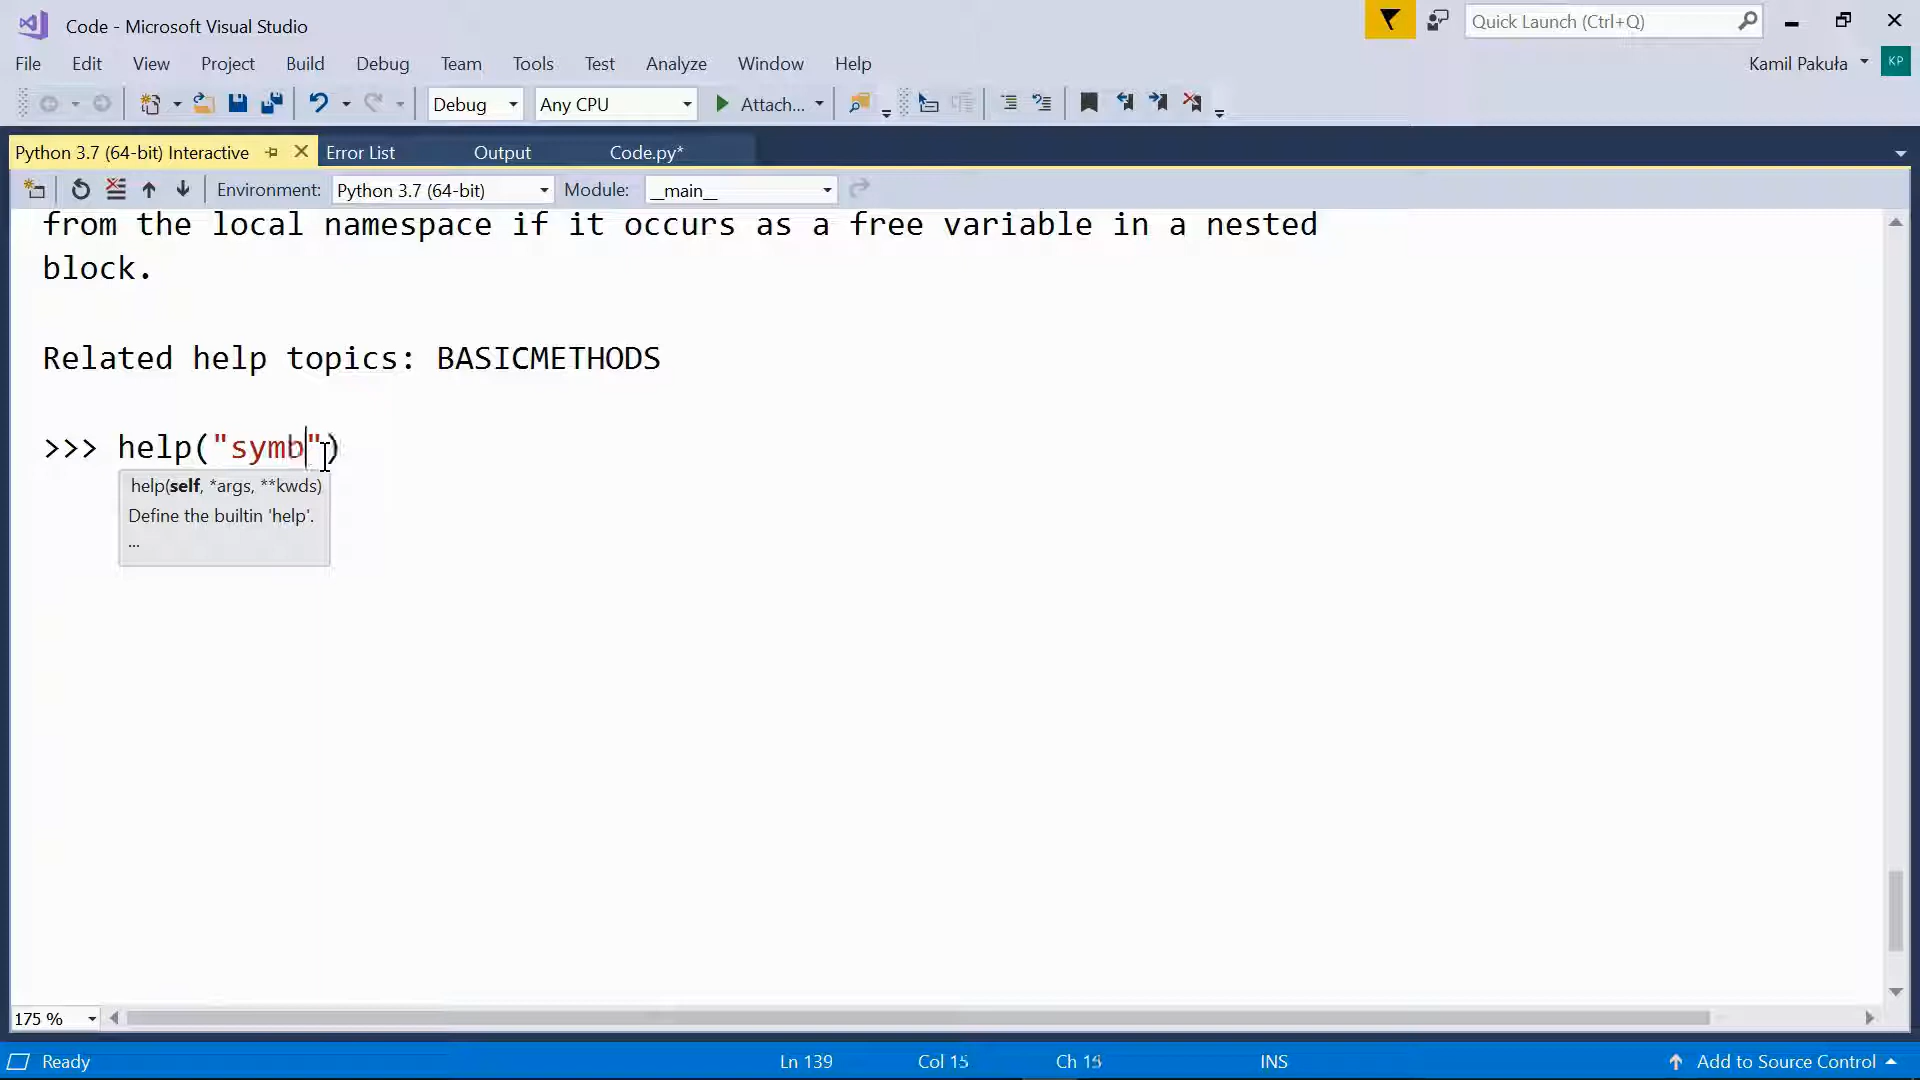 Code - Microsoft Visual Studio
Quick Launch (Ctrl+Q)
File Edit View Project Build Debug Team Tools Test Analyze Window Help
Kamil Pakuła KP
Debug Any CPU Attach...
Python 3.7 (64-bit) Interactive Error List Output Code.py*
Environment: Python 3.7 (64-bit) Module: __main__
from the local namespace if it occurs as a free variable in a nested
block.
Related help topics: BASICMETHODS
>>> help("symb")
help(self, *args, **kwds)
Define the builtin 'help'.
...
175 %
Ready Ln 139 Col 15 Ch 15 INS Add to Source Control